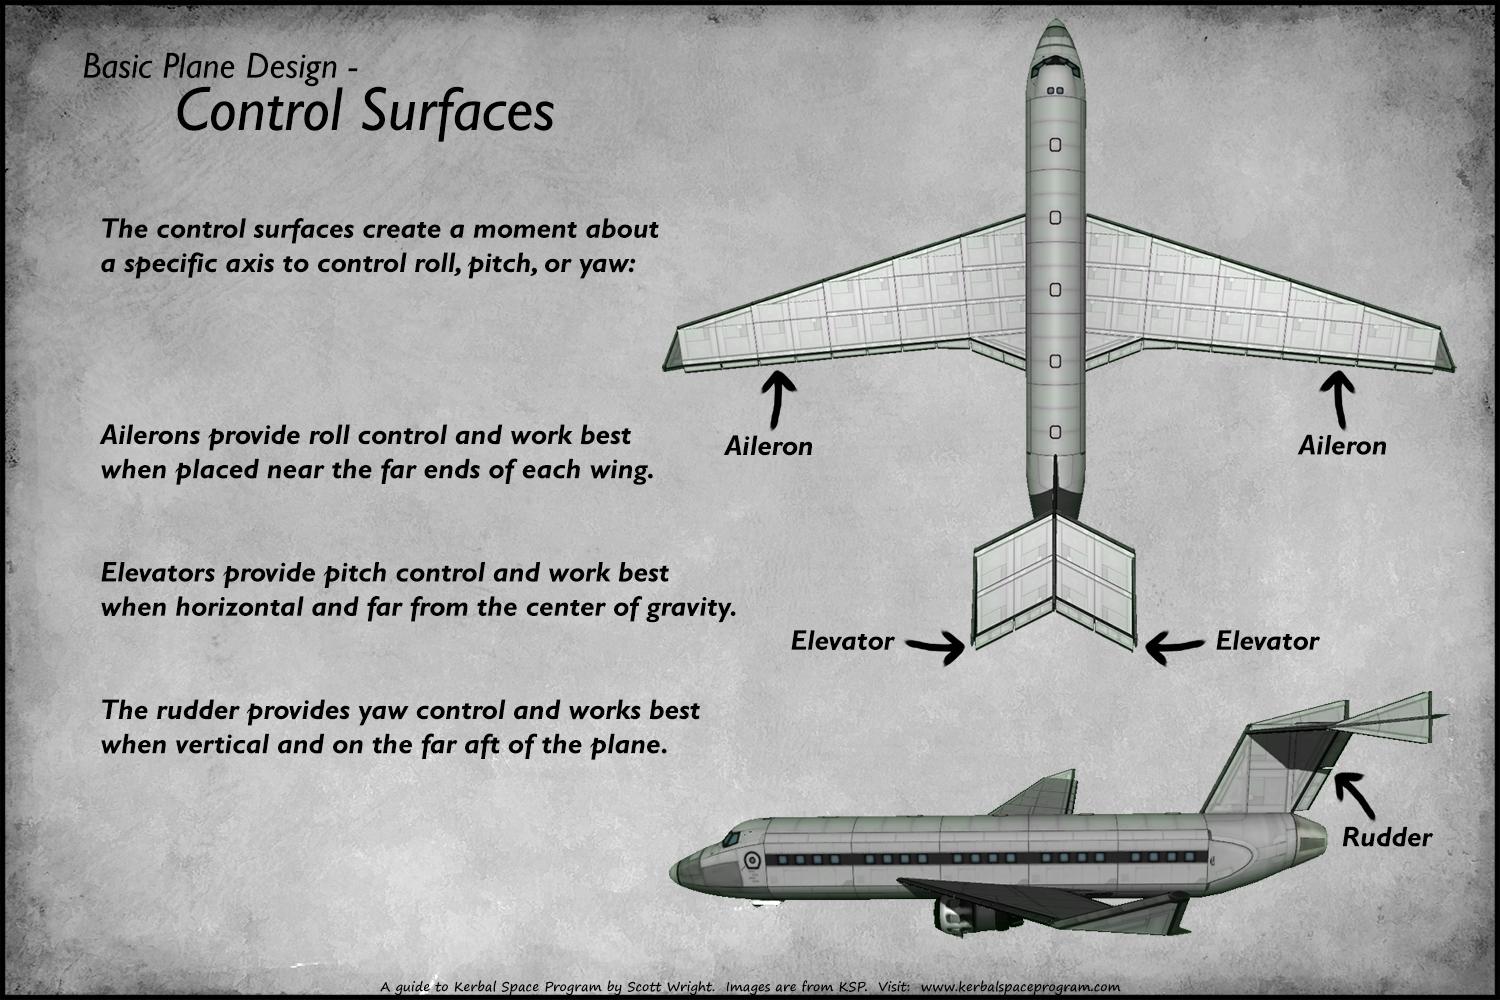 Basic Plane Design -
Control Surfaces
The control surfaces create a moment about
a specific axis to control roll, pitch, or yaw:
Ailerons provide roll control and work best
when placed near the far ends of each wing.
Aileron
Aileron
Elevators provide pitch control and work best
when horizontal and far from the center of gravity.
Elevator
Elevator
The rudder provides yaw control and works best
when vertical and on the far aft of the plane.
Rudder
A guide to Kerbal Space Program by Scott Wright. Images are from KSP. Visit: www.kerbalspaceprogram.com